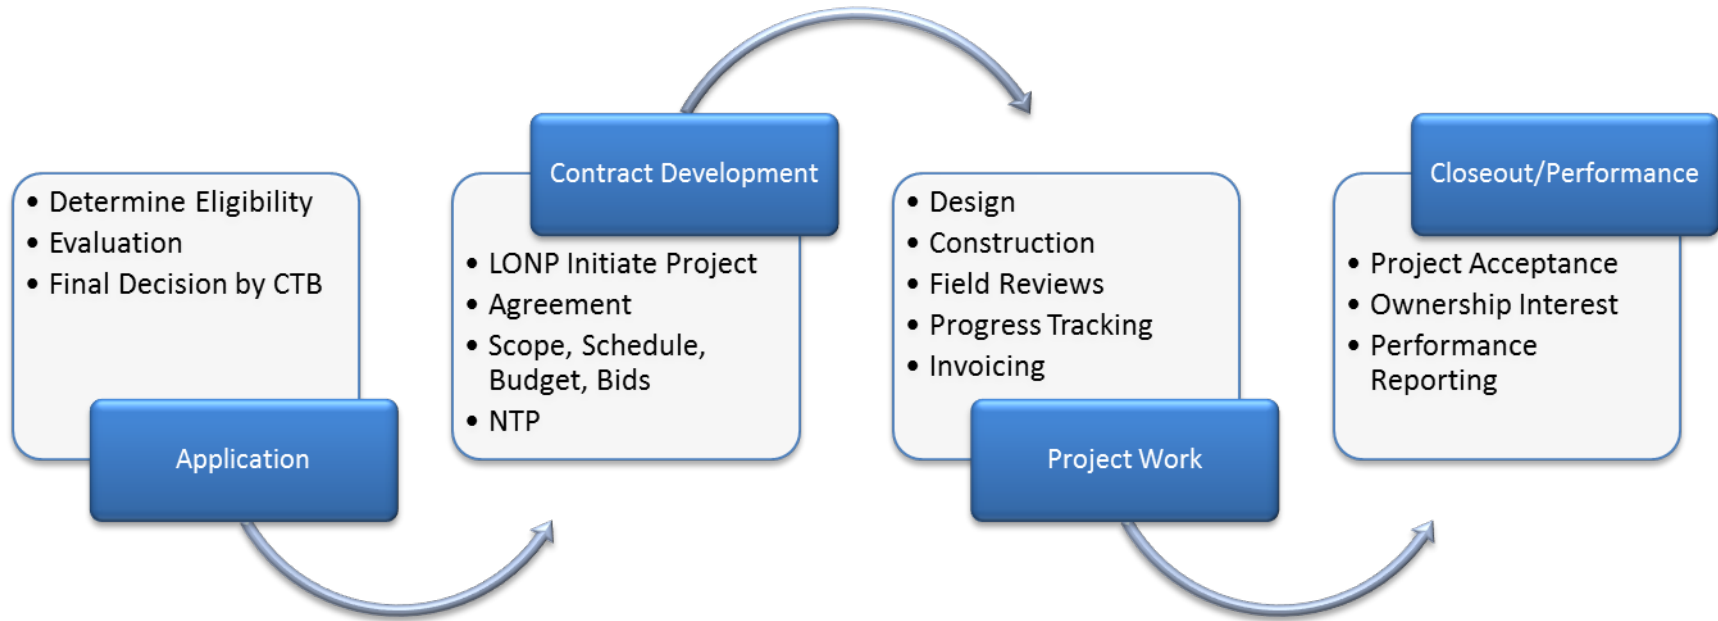 • Determine Eligibility
• Evaluation
• Final Decision by CTB
Application
Contract Development
• LONP Initiate Project
• Agreement
• Scope, Schedule,
Budget, Bids
• NTP
• Design
• Construction
• Field Reviews
• Progress Tracking
• Invoicing
Project Work
Closeout/Performance
• Project Acceptance
• Ownership Interest
• Performance
Reporting